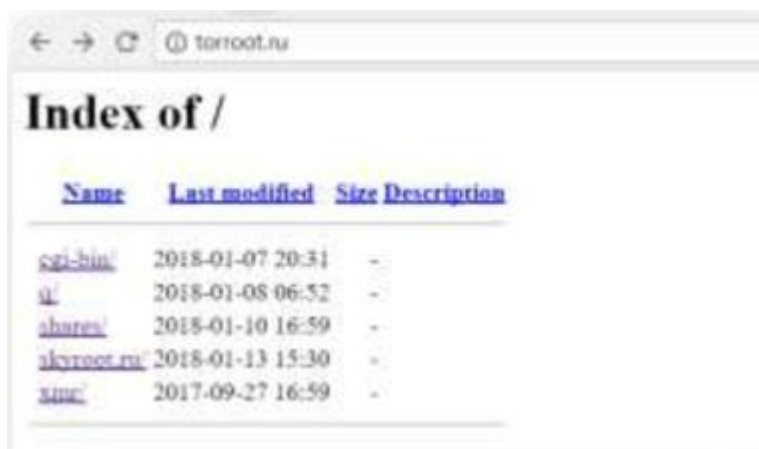 torroot.ru
Index of /
Name Last modified Size Description
cgi-bin/ 2018-01-07 20:31 -
q/ 2018-01-08 06:52 -
shares/ 2018-01-10 16:59 -
skyroot.ru/ 2018-01-13 15:30 -
xmr/ 2017-09-27 16:59 -